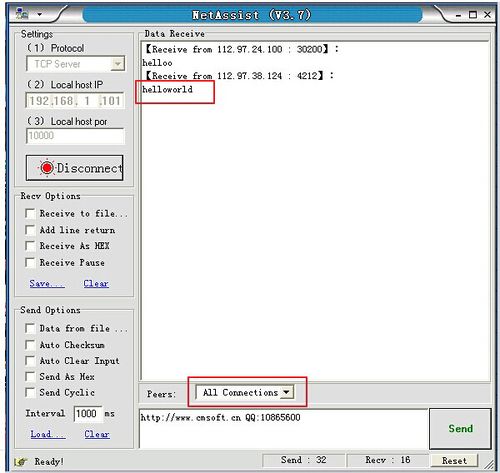 NetAssist (V3.7)
Settings
(1) Protocol
TCP Server
(2) Local host IP
192.168. 1 .101
(3) Local host por
10000
Disconnect
Recv Options
Receive to file...
Add line return
Receive As HEX
Receive Pause
Save... Clear
Send Options
Data from file ...
Auto Checksum
Auto Clear Input
Send As Hex
Send Cyclic
Interval 1000 ms
Load... Clear
Data Receive
【Receive from 112.97.24.100 : 30200】：
helloo
【Receive from 112.97.38.124 : 4212】：
helloworld
Peers: All Connections
http://www.cmsoft.cn QQ:10865600
Send
Ready!
Send : 32
Recv : 16
Reset